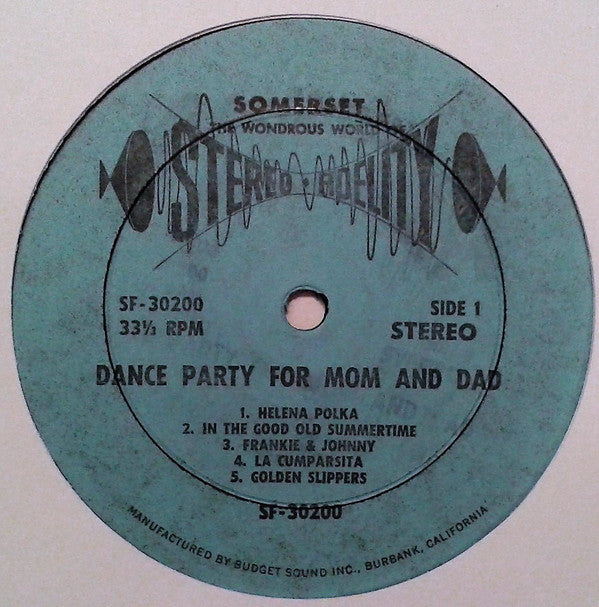 SOMERSET
THE WONDROUS WORLD OF
STEREO • FIDELITY
SF-30200
33⅓ RPM
SIDE 1
STEREO
DANCE PARTY FOR MOM AND DAD
1. HELENA POLKA
2. IN THE GOOD OLD SUMMERTIME
3. FRANKIE & JOHNNY
4. LA CUMPARSITA
5. GOLDEN SLIPPERS
SF-30200
MANUFACTURED BY BUDGET SOUND INC., BURBANK, CALIFORNIA